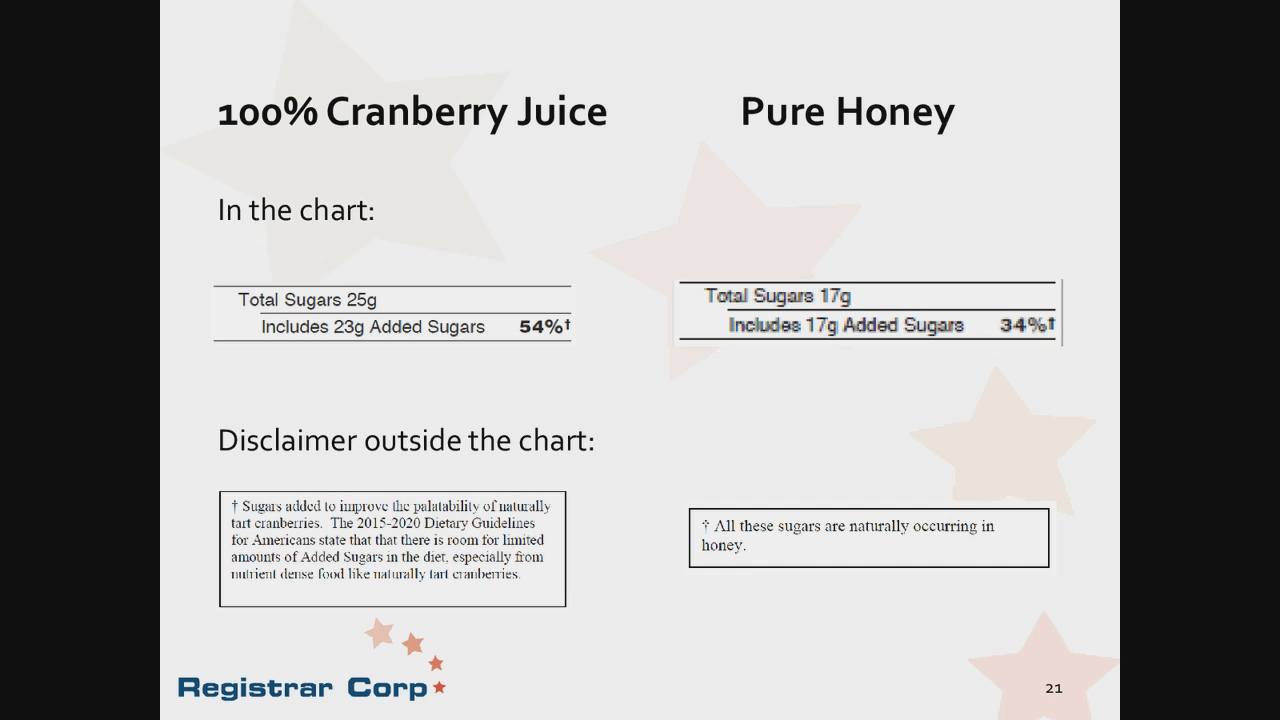 100% Cranberry Juice
Pure Honey
In the chart:
Total Sugars 25g
Includes 23g Added Sugars 54%†
Total Sugars 17g
Includes 17g Added Sugars 34%†
Disclaimer outside the chart:
† Sugars added to improve the palatability of naturally
tart cranberries. The 2015-2020 Dietary Guidelines
for Americans state that that there is room for limited
amounts of Added Sugars in the diet, especially from
nutrient dense food like naturally tart cranberries.
† All these sugars are naturally occurring in
honey.
Registrar Corp
21